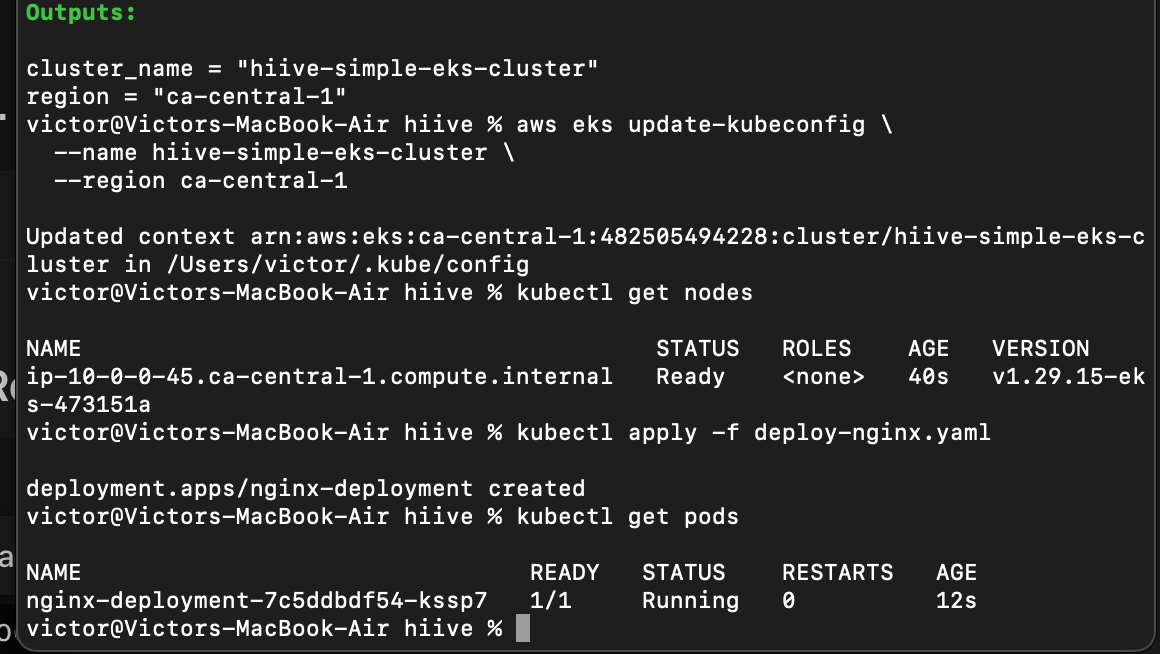 Outputs:
cluster_name = "hiive-simple-eks-cluster"
region = "ca-central-1"
victor@Victors-MacBook-Air hiive % aws eks update-kubeconfig \
  --name hiive-simple-eks-cluster \
  --region ca-central-1
Updated context arn:aws:eks:ca-central-1:482505494228:cluster/hiive-simple-eks-c
luster in /Users/victor/.kube/config
victor@Victors-MacBook-Air hiive % kubectl get nodes
NAME                                          STATUS   ROLES    AGE   VERSION
ip-10-0-0-45.ca-central-1.compute.internal   Ready    <none>   40s   v1.29.15-ek
s-473151a
victor@Victors-MacBook-Air hiive % kubectl apply -f deploy-nginx.yaml
deployment.apps/nginx-deployment created
victor@Victors-MacBook-Air hiive % kubectl get pods
NAME                                READY   STATUS    RESTARTS   AGE
nginx-deployment-7c5ddbdf54-kssp7   1/1     Running   0          12s
victor@Victors-MacBook-Air hiive %